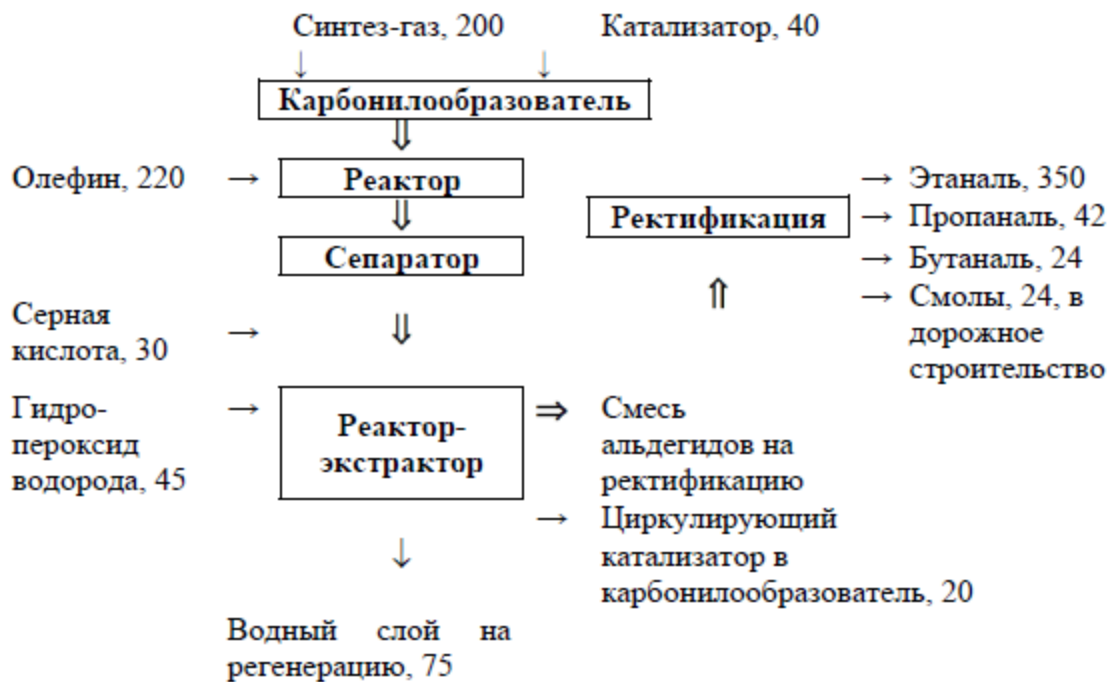 Синтез-газ, 200 Катализатор, 40
↓ ↓
Карбонилообразователь
⇓
Олефин, 220 → Реактор
⇓
Сепаратор
Серная
кислота, 30 → ⇓
Гидро-
пероксид
водорода, 45
→ Реактор-
экстрактор
⇒ Смесь
альдегидов на
ректификацию
→ Циркулирующий
катализатор в
карбонилообразователь, 20
↓
Водный слой на
регенерацию, 75
⇑
Ректификация
→ Этаналь, 350
→ Пропаналь, 42
→ Бутаналь, 24
→ Смолы, 24, в
дорожное
строительство